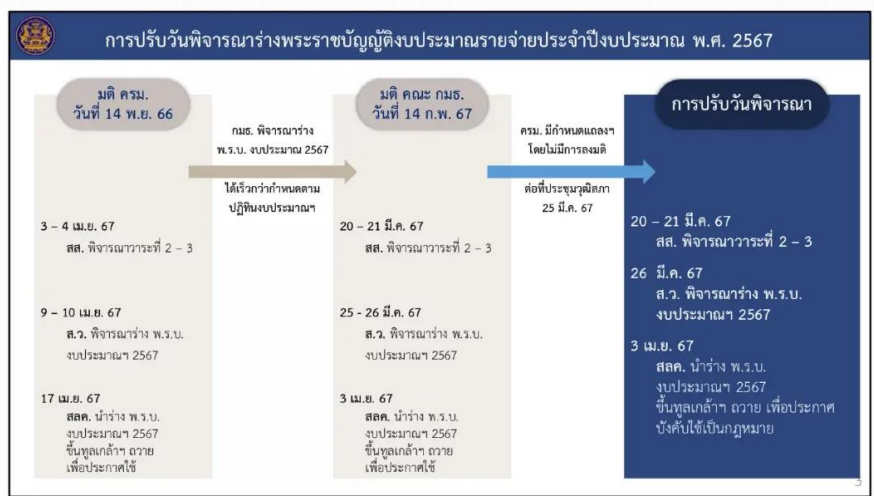 การปรับวันพิจารณาร่างพระราชบัญญัติงบประมาณรายจ่ายประจำปีงบประมาณ พ.ศ. 2567
มติ ครม.
วันที่ 14 พ.ย. 66
3 – 4 เม.ย. 67
สส. พิจารณาวาระที่ 2 – 3
9 – 10 เม.ย. 67
ส.ว. พิจารณาร่าง พ.ร.บ.
งบประมาณฯ 2567
17 เม.ย. 67
สลค. นำร่าง พ.ร.บ.
งบประมาณฯ 2567
ขึ้นทูลเกล้าฯ ถวาย
เพื่อประกาศใช้
กมธ. พิจารณาร่าง
พ.ร.บ. งบประมาณ 2567
ได้เร็วกว่ากำหนดตาม
ปฏิทินงบประมาณฯ
มติ คณะ กมธ.
วันที่ 14 ก.พ. 67
20 – 21 มี.ค. 67
สส. พิจารณาวาระที่ 2 – 3
25 - 26 มี.ค. 67
ส.ว. พิจารณาร่าง พ.ร.บ.
งบประมาณฯ 2567
3 เม.ย. 67
สลค. นำร่าง พ.ร.บ.
งบประมาณฯ 2567
ขึ้นทูลเกล้าฯ ถวาย
เพื่อประกาศใช้
ครม. มีกำหนดแถลงฯ
โดยไม่มีการลงมติ
ต่อที่ประชุมวุฒิสภา
25 มี.ค. 67
การปรับวันพิจารณา
20 – 21 มี.ค. 67
สส. พิจารณาวาระที่ 2 – 3
26 มี.ค. 67
ส.ว. พิจารณาร่าง พ.ร.บ.
งบประมาณฯ 2567
3 เม.ย. 67
สลค. นำร่าง พ.ร.บ.
งบประมาณฯ 2567
ขึ้นทูลเกล้าฯ ถวาย เพื่อประกาศ
บังคับใช้เป็นกฎหมาย
3